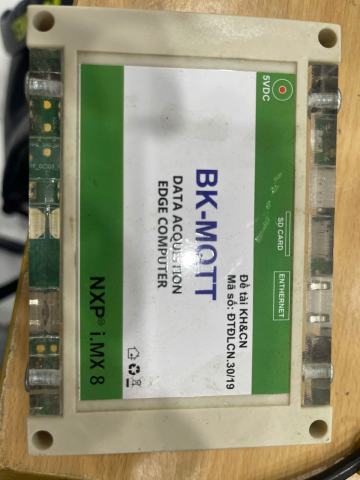 5VDC
SD CARD
ENTHERNET
BK-MQTT
DATA ACQUISTION
EDGE COMPUTER
Đề tài KH&CN
Mã số: ĐTĐLCN.30/19
NXP® i.MX 8